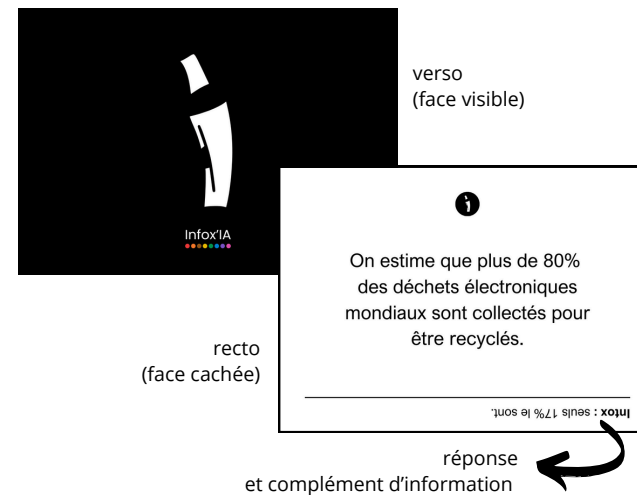 verso
(face visible)
Infox'IA
On estime que plus de 80%
des déchets électroniques
mondiaux sont collectés pour
être recyclés.
recto
(face cachée)
Intox : seuls 17% le sont.
réponse
et complément d'information